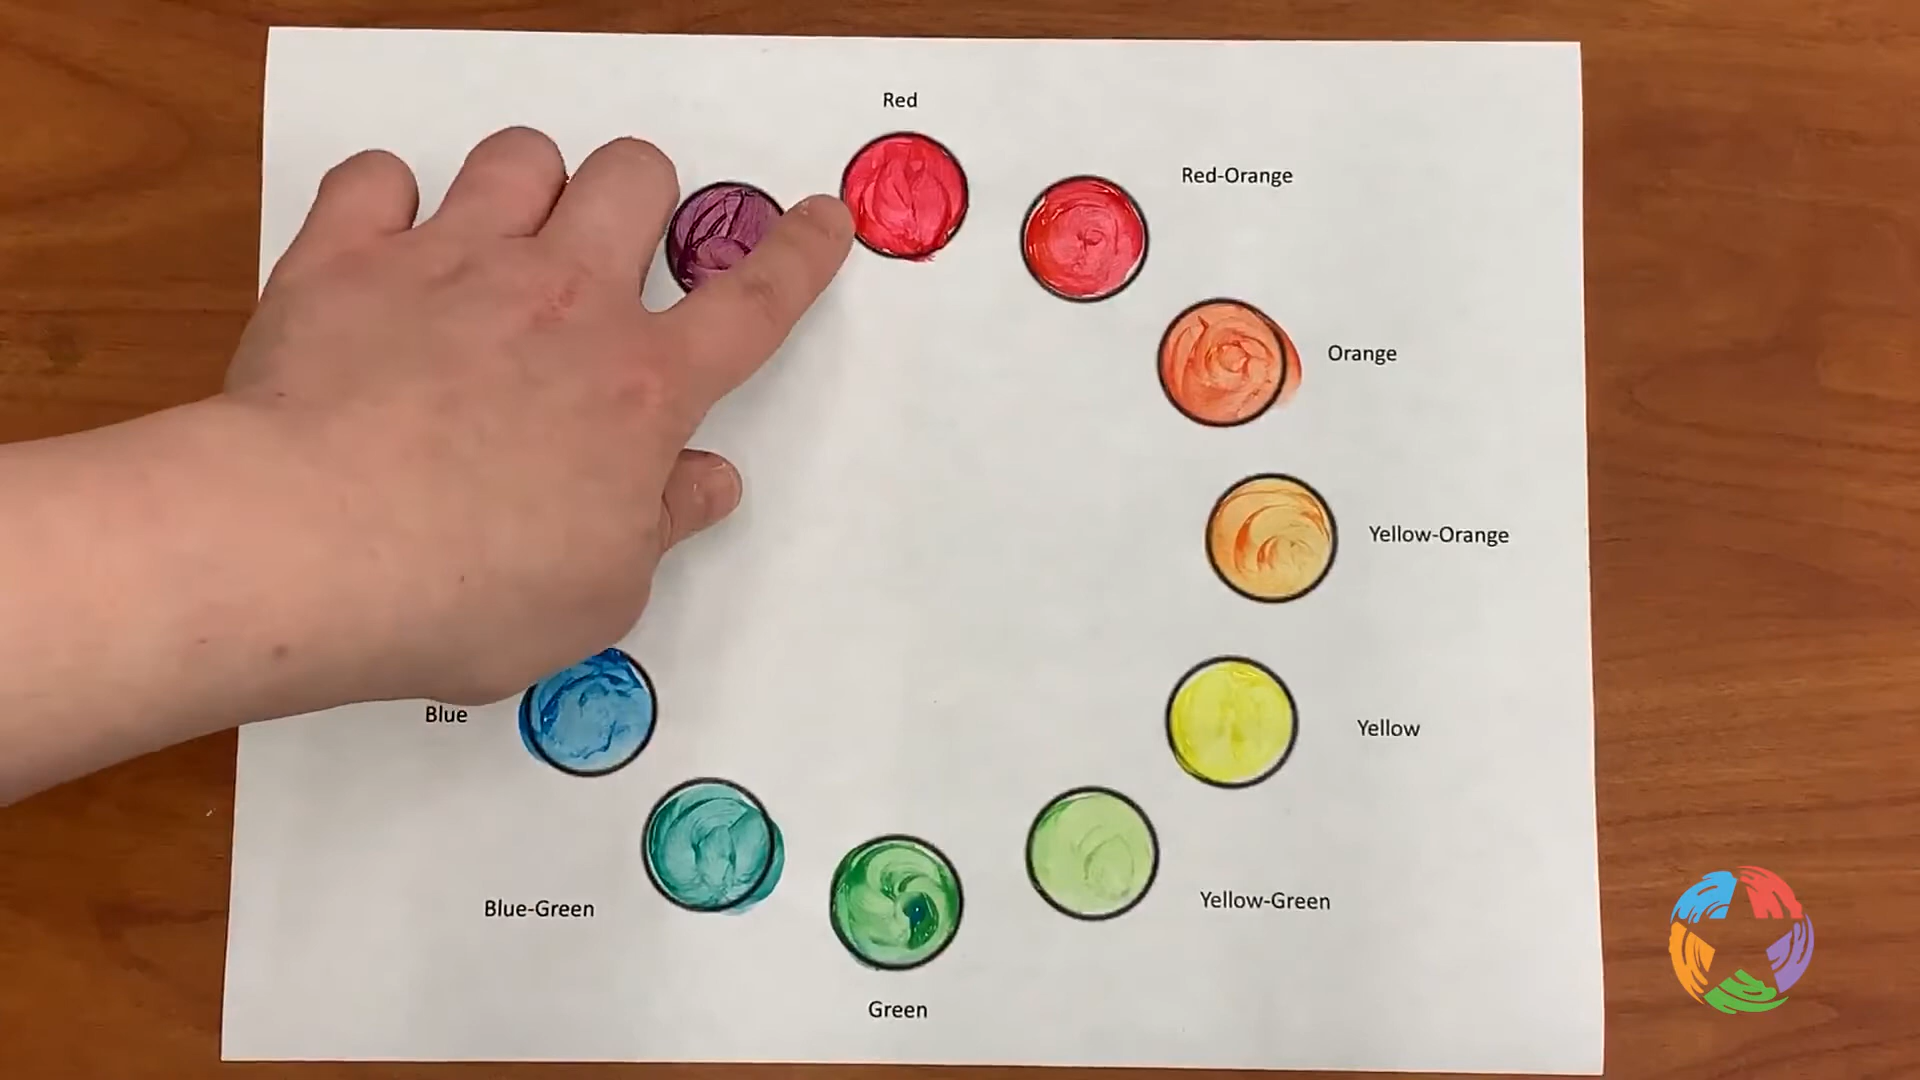 Red
Red-Orange
Orange
Yellow-Orange
Yellow
Yellow-Green
Green
Blue-Green
Blue